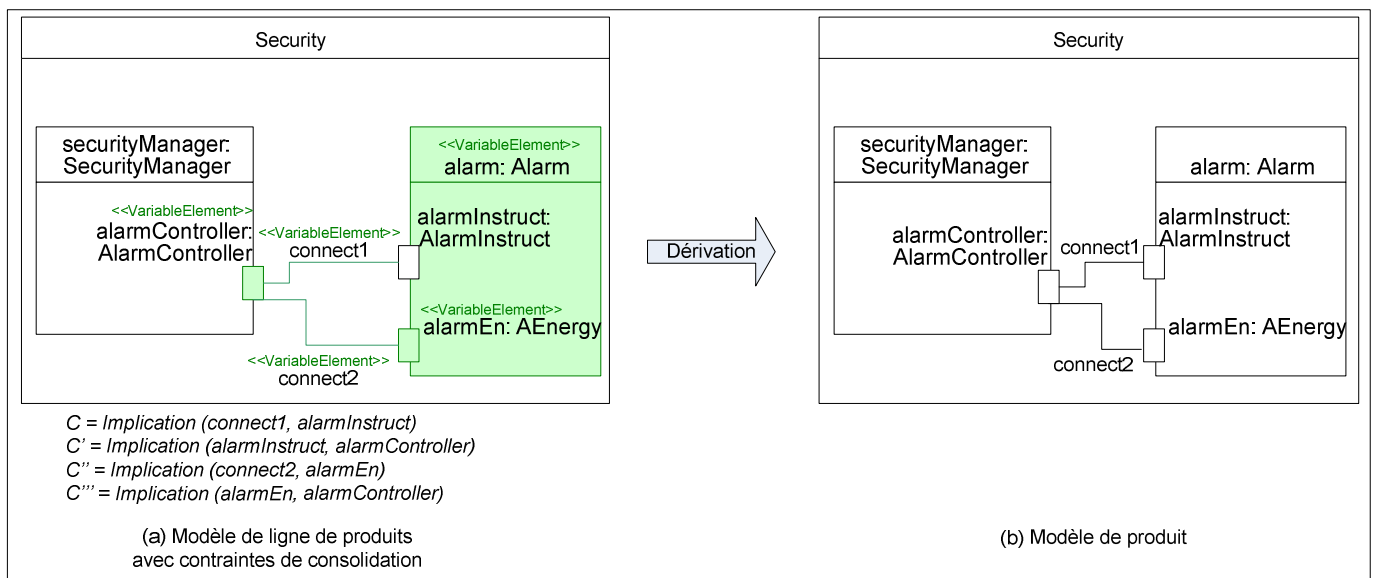 Security
securityManager:
SecurityManager
<<VariableElement>>
alarmController:
AlarmController
<<VariableElement>>
connect1
<<VariableElement>>
connect2
<<VariableElement>>
alarm: Alarm
alarmInstruct:
AlarmInstruct
<<VariableElement>>
alarmEn: AEnergy
C = Implication (connect1, alarmInstruct)
C’ = Implication (alarmInstruct, alarmController)
C’’ = Implication (connect2, alarmEn)
C’’’ = Implication (alarmEn, alarmController)
(a) Modèle de ligne de produits
avec contraintes de consolidation
Dérivation
Security
securityManager:
SecurityManager
alarmController:
AlarmController
connect1
connect2
alarm: Alarm
alarmInstruct:
AlarmInstruct
alarmEn: AEnergy
(b) Modèle de produit